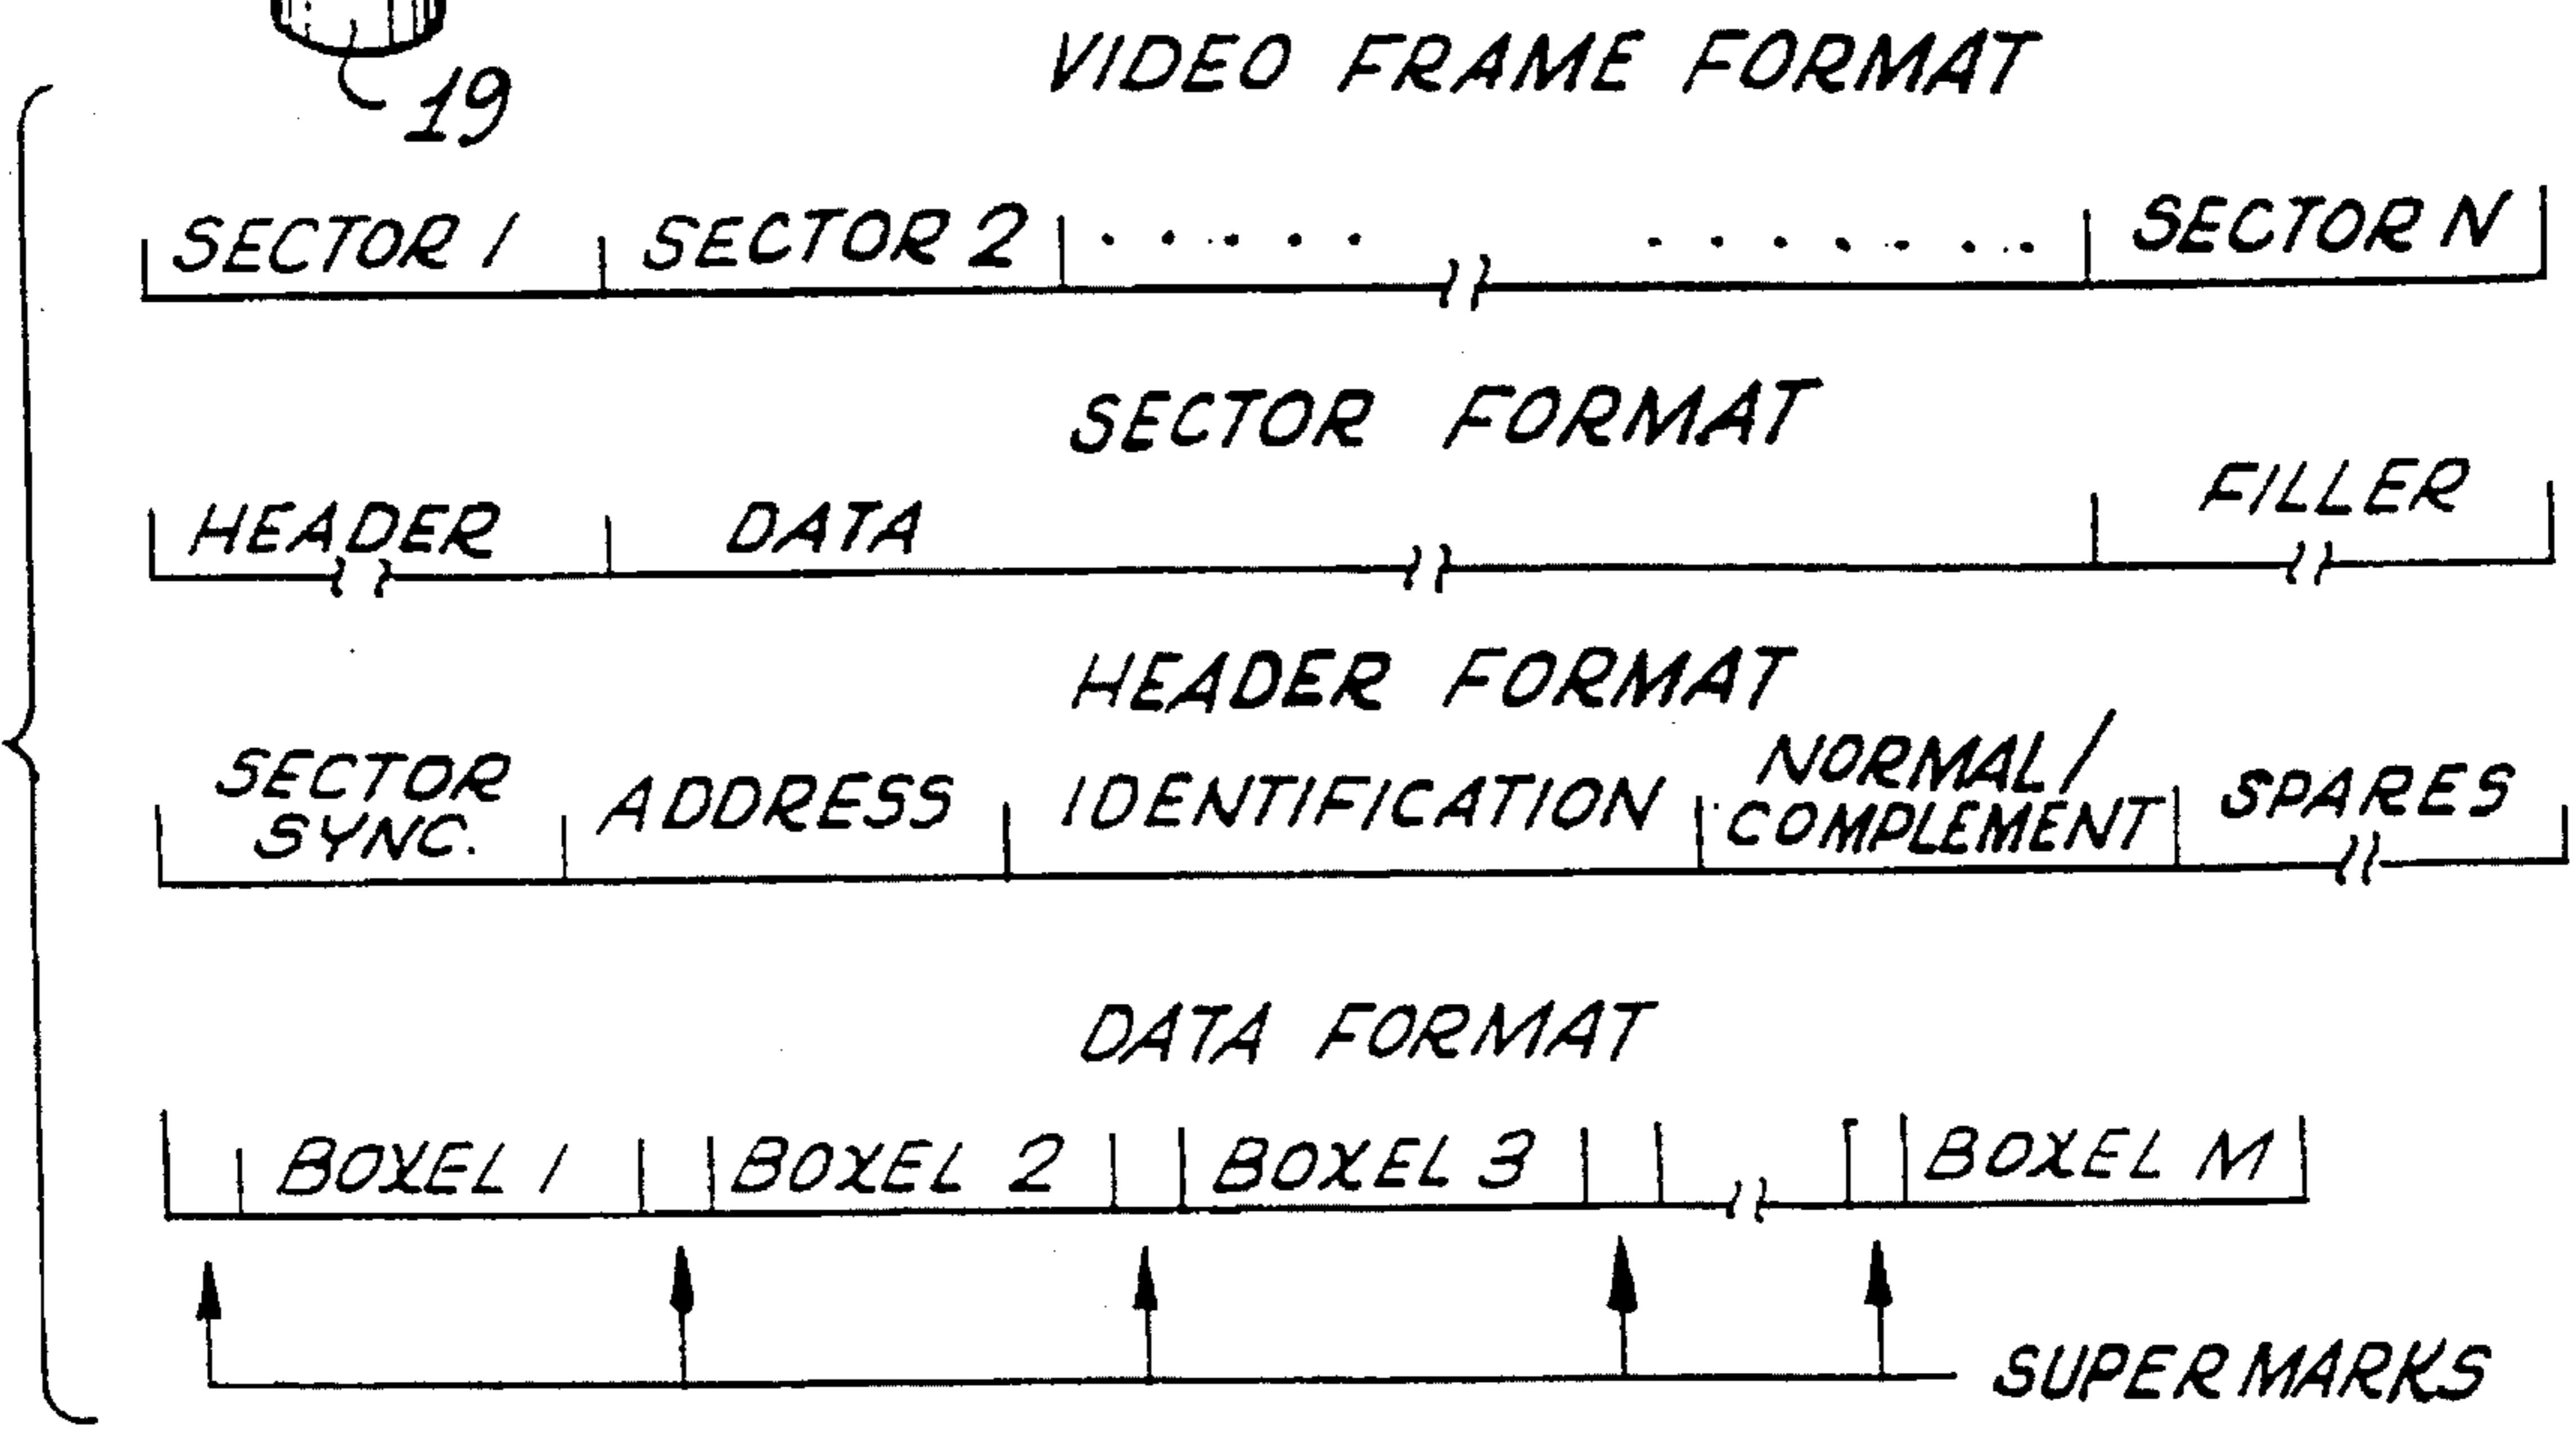 19
VIDEO FRAME FORMAT
SECTOR 1 SECTOR 2 . . . . . . . . . . . . SECTOR N
SECTOR FORMAT
HEADER DATA FILLER
HEADER FORMAT
SECTOR SYNC. ADDRESS IDENTIFICATION NORMAL/ COMPLEMENT SPARES
DATA FORMAT
BOXEL 1 BOXEL 2 BOXEL 3 BOXEL M
SUPER MARKS